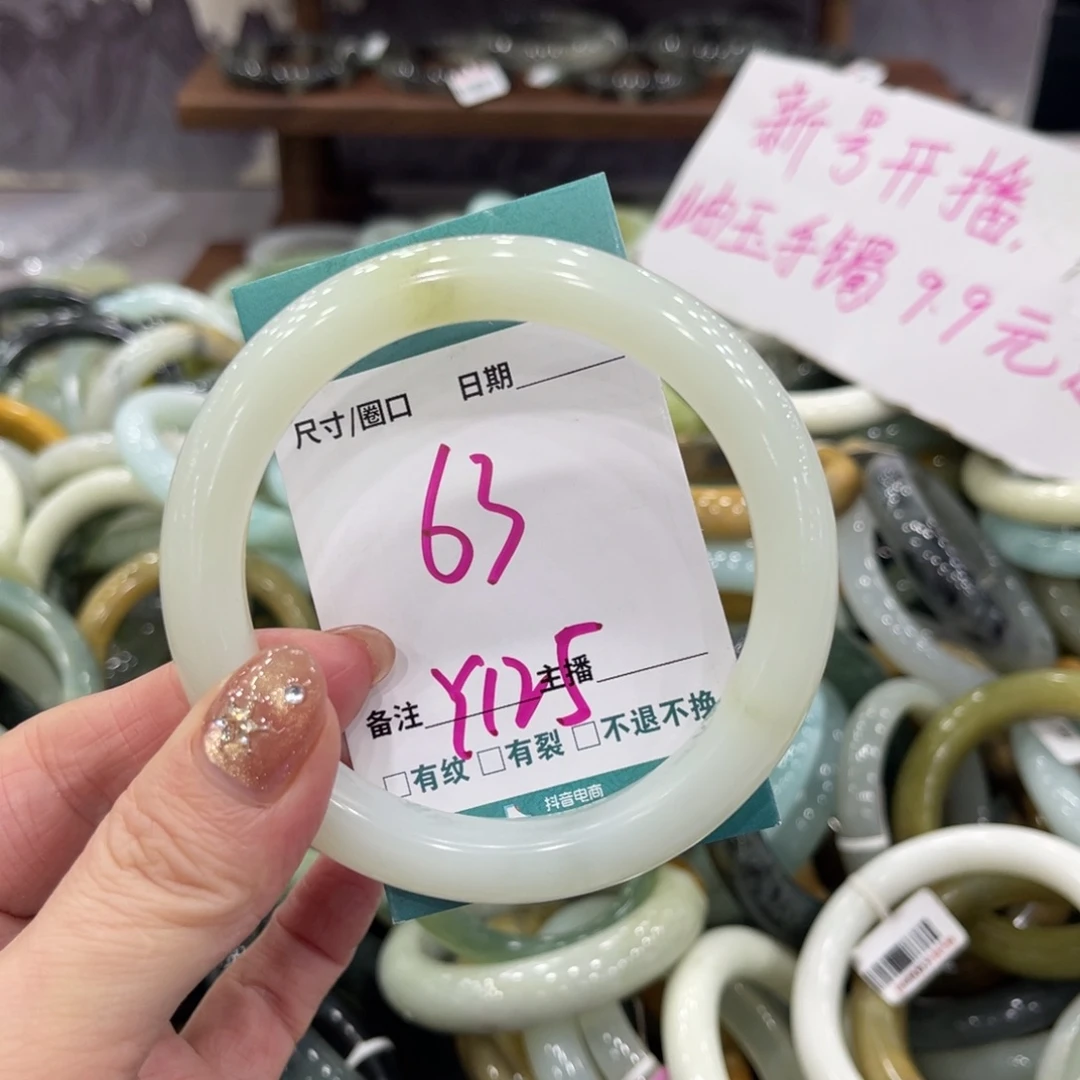 新号开播.
岫玉手镯 9.9元
尺寸/圈口 日期
63
Y125
备注 主播
□有纹 □有裂 □不退不换
抖音电商